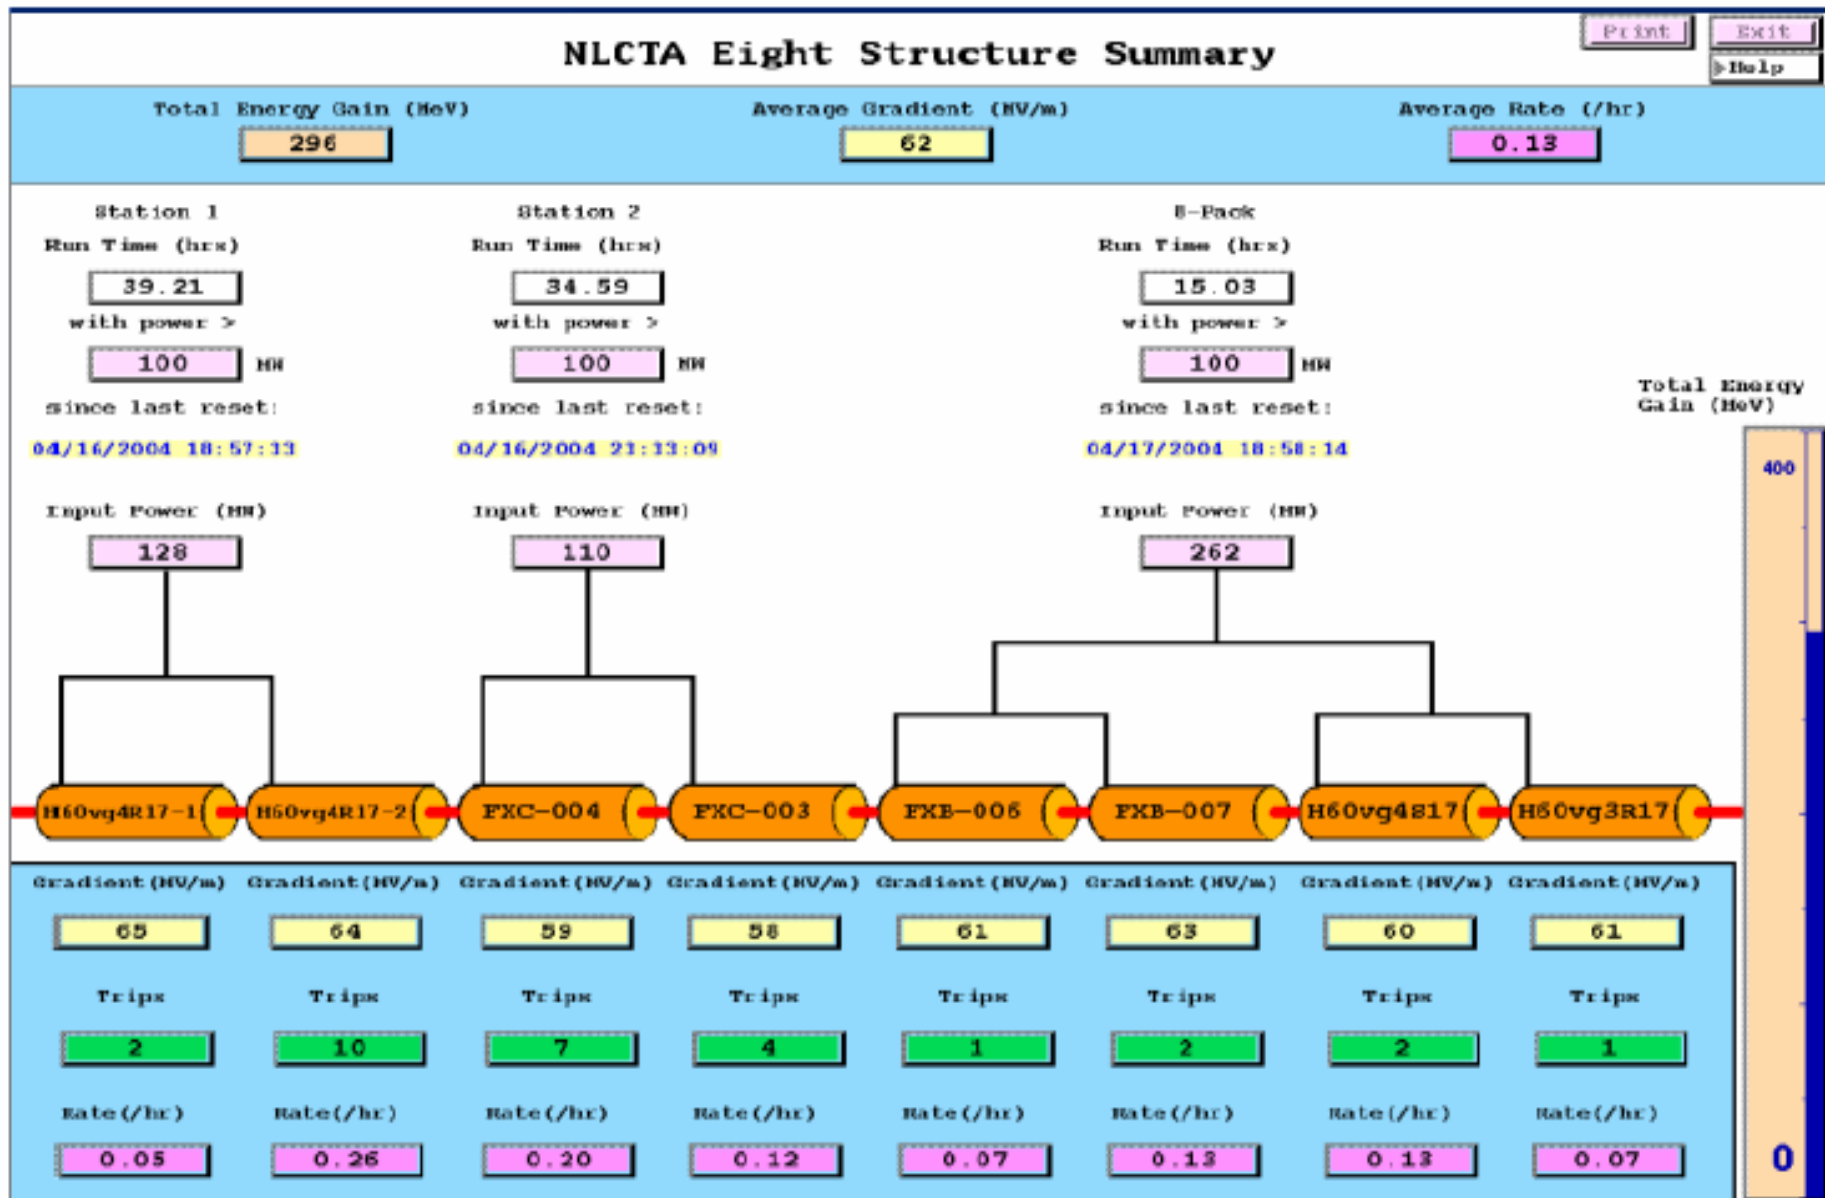 Print
Exit
NLCTA Eight Structure Summary
Help
Total Energy Gain (MeV)
Average Gradient (MV/m)
Average Rate (/hr)
296
62
0.13
Station 1
Station 2
8-Pack
Run Time (hrs)
Run Time (hrs)
Run Time (hrs)
39.21
34.59
15.03
with power >
with power >
with power >
100 MW
100 MW
100 MW
since last reset:
since last reset:
since last reset:
Total Energy
Gain (MeV)
04/16/2004 18:57:33
04/16/2004 23:33:09
04/17/2004 18:58:14
400
Input Power (MW)
Input Power (MW)
Input Power (MW)
128
110
262
H60vg4R17-1
H60vg4R17-2
FXC-004
FXC-003
FXB-006
FXB-007
H60vg4S17
H60vg3R17
Gradient(MV/m)
Gradient(MV/m)
Gradient(MV/m)
Gradient(MV/m)
Gradient(MV/m)
Gradient(MV/m)
Gradient(MV/m)
Gradient(MV/m)
65
64
59
58
61
63
60
61
Trips
Trips
Trips
Trips
Trips
Trips
Trips
Trips
2
10
7
4
1
2
2
1
Rate(/hr)
Rate(/hr)
Rate(/hr)
Rate(/hr)
Rate(/hr)
Rate(/hr)
Rate(/hr)
Rate(/hr)
0.05
0.26
0.20
0.12
0.07
0.13
0.13
0.07
0